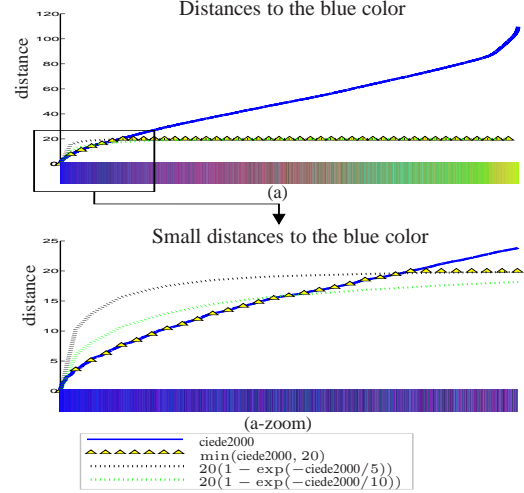 Distances to the blue color
120
100
80
60
40
20
0
distance
(a)
Small distances to the blue color
25
20
15
10
5
0
distance
(a-zoom)
ciede2000
min(ciede2000, 20)
20(1 − exp(−ciede2000/5))
20(1 − exp(−ciede2000/10))